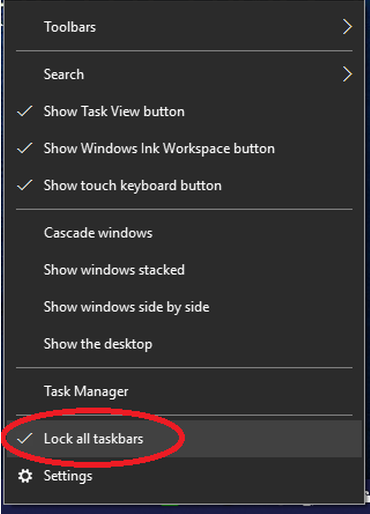 Toolbars
Search
Show Task View button
Show Windows Ink Workspace button
Show touch keyboard button
Cascade windows
Show windows stacked
Show windows side by side
Show the desktop
Task Manager
Lock all taskbars
Settings